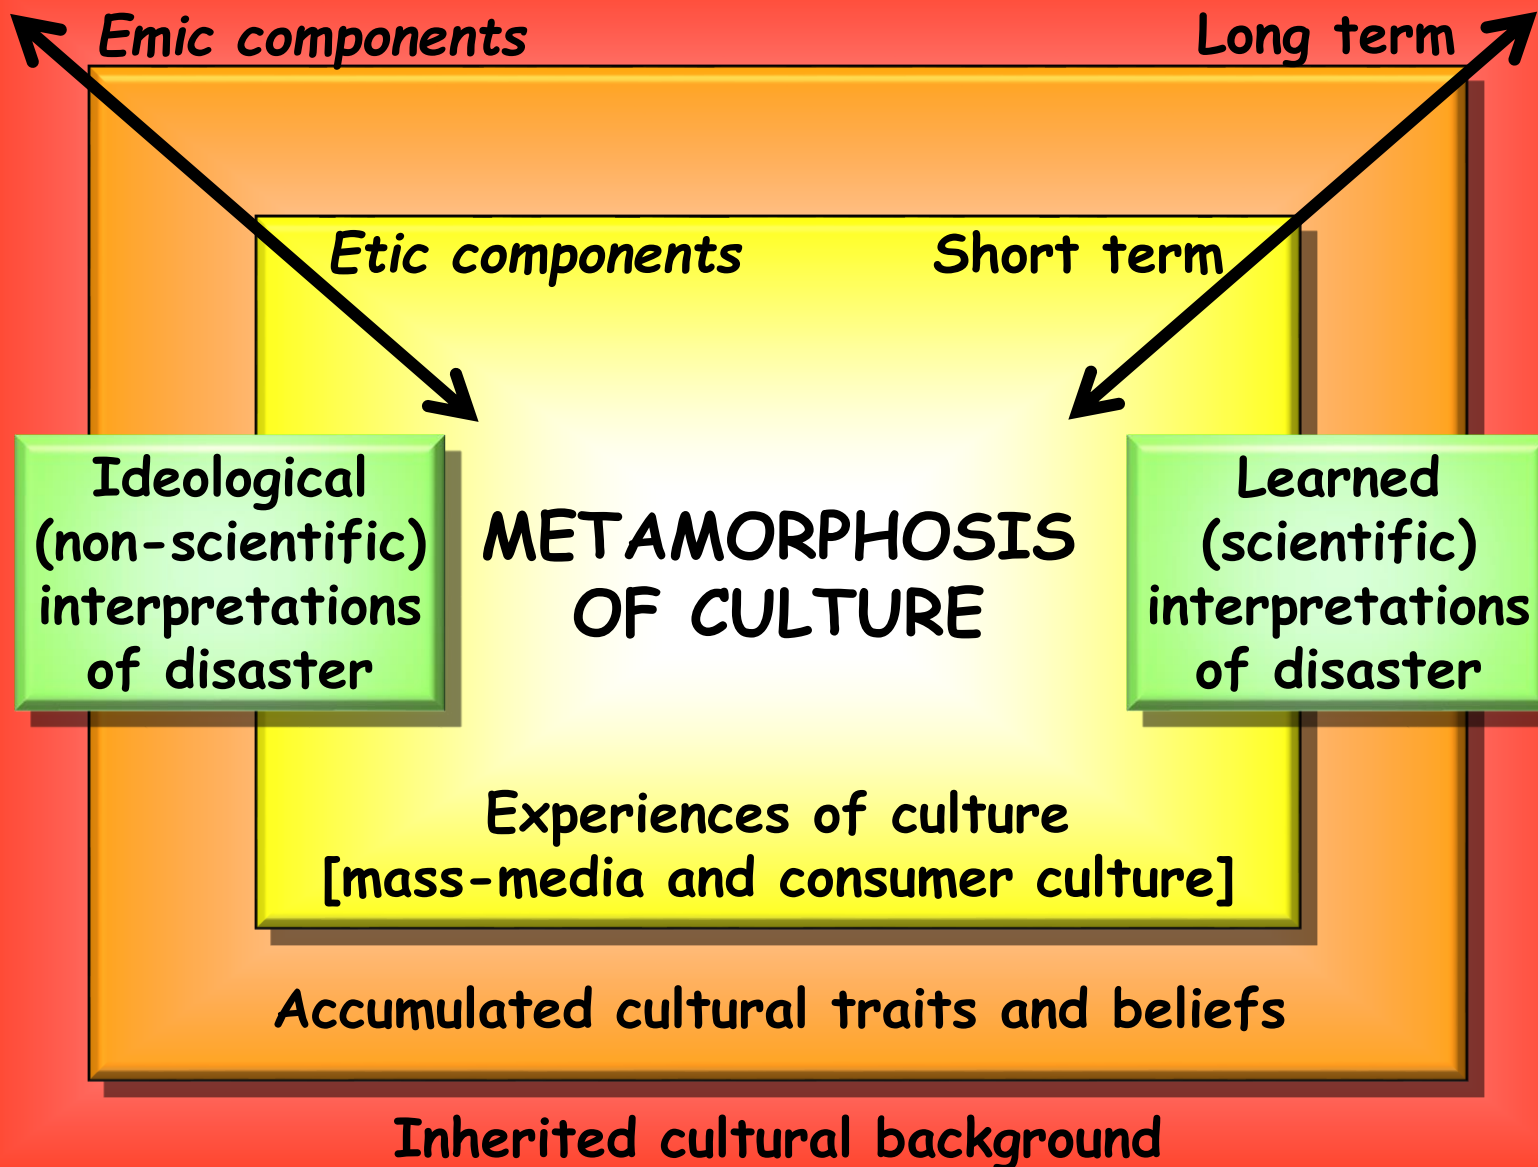 Emic components
Long term
Etic components
Short term
Ideological
(non-scientific)
interpretations
of disaster
METAMORPHOSIS
OF CULTURE
Learned
(scientific)
interpretations
of disaster
Experiences of culture
[mass-media and consumer culture]
Accumulated cultural traits and beliefs
Inherited cultural background